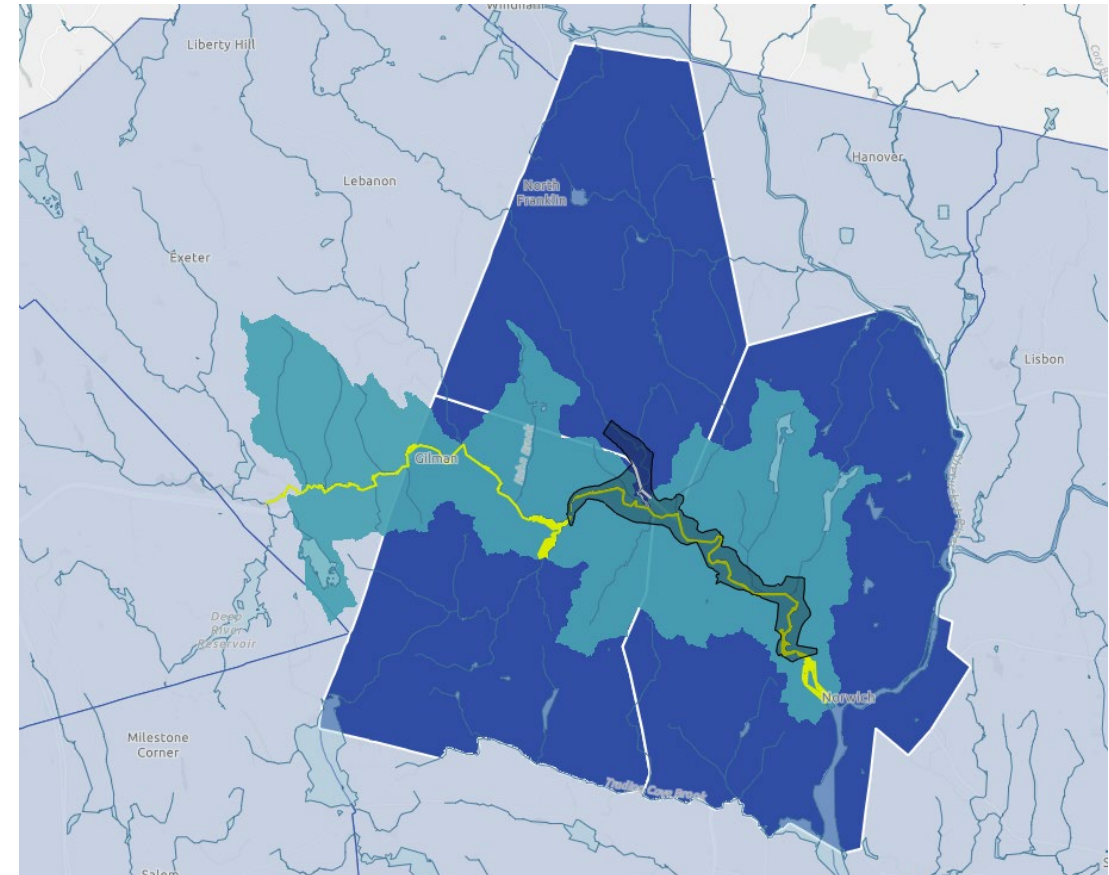 Windham
Liberty Hill
Hanover
Lebanon
North
Franklin
Exeter
Lisbon
Gilman
Deep
River
Reservoir
Norwich
Milestone
Corner
Trading Cove Brook
Salem